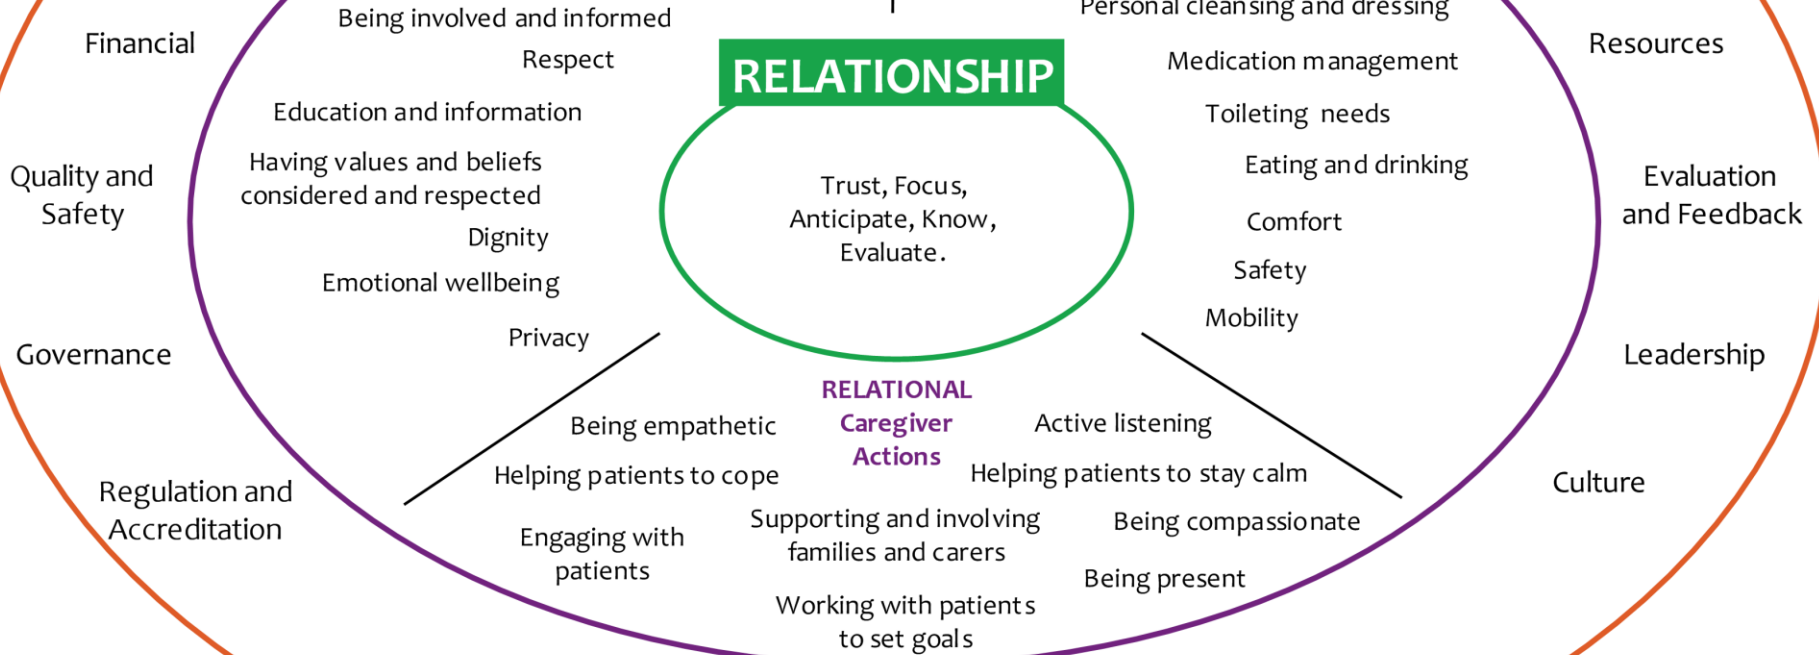 Being involved and informed
Personal cleansing and dressing
Financial
Respect
RELATIONSHIP
Medication management
Resources
Education and information
Toileting needs
Quality and
Safety
Having values and beliefs
considered and respected
Trust, Focus,
Anticipate, Know,
Evaluate.
Eating and drinking
Evaluation
and Feedback
Dignity
Comfort
Emotional wellbeing
Safety
Privacy
Mobility
Governance
Leadership
RELATIONAL
Caregiver
Actions
Being empathetic
Active listening
Helping patients to cope
Helping patients to stay calm
Regulation and
Accreditation
Culture
Engaging with
patients
Supporting and involving
families and carers
Being compassionate
Being present
Working with patients
to set goals